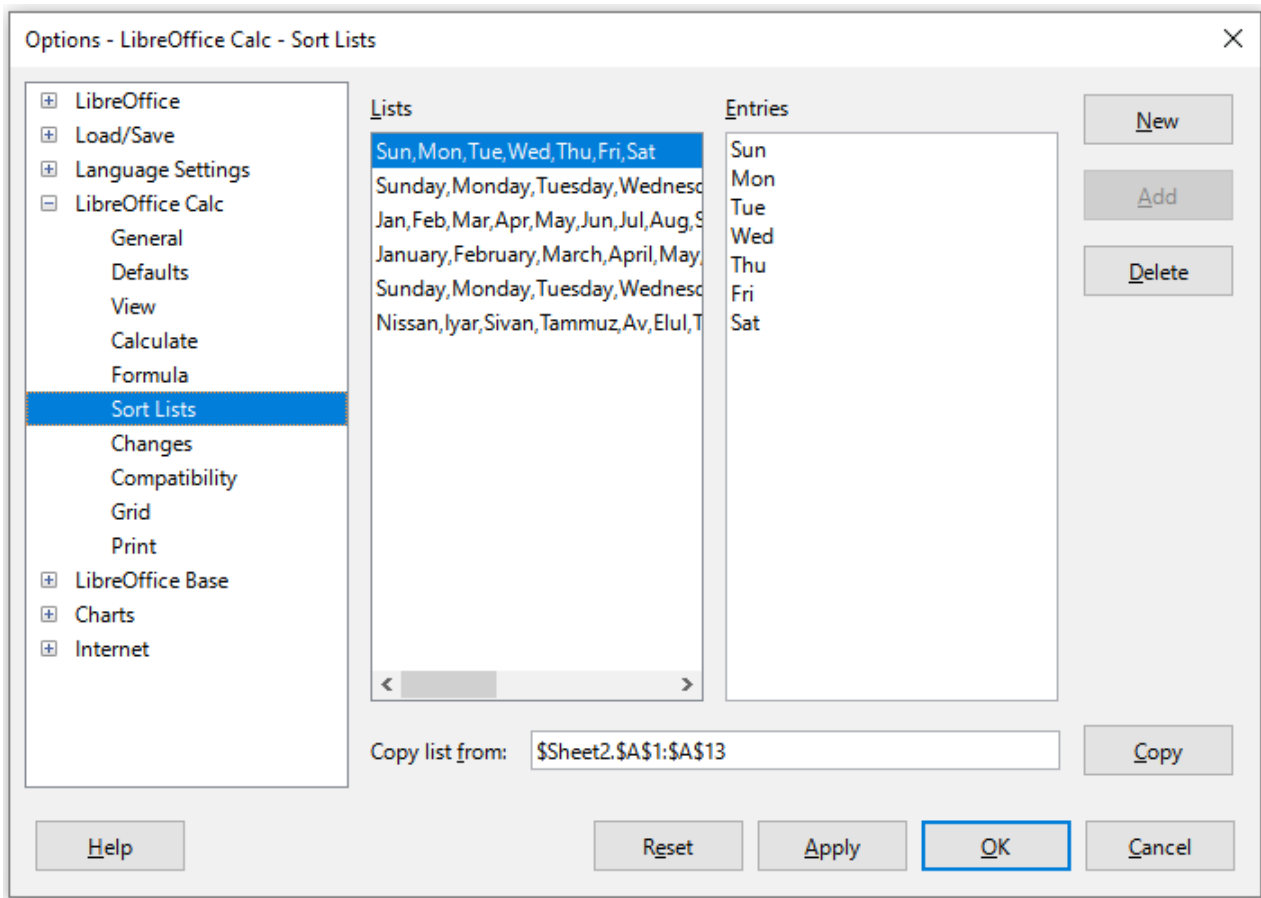 Options - LibreOffice Calc - Sort Lists
LibreOffice
Load/Save
Language Settings
LibreOffice Calc
General
Defaults
View
Calculate
Formula
Sort Lists
Changes
Compatibility
Grid
Print
LibreOffice Base
Charts
Internet
Lists
Sun,Mon,Tue,Wed,Thu,Fri,Sat
Sunday,Monday,Tuesday,Wednesd
Jan,Feb,Mar,Apr,May,Jun,Jul,Aug,S
January,February,March,April,May,
Sunday,Monday,Tuesday,Wednesd
Nissan,Iyar,Sivan,Tammuz,Av,Elul,T
Entries
Sun
Mon
Tue
Wed
Thu
Fri
Sat
New
Add
Delete
Copy list from: $Sheet2.$A$1:$A$13
Copy
Help
Reset
Apply
OK
Cancel